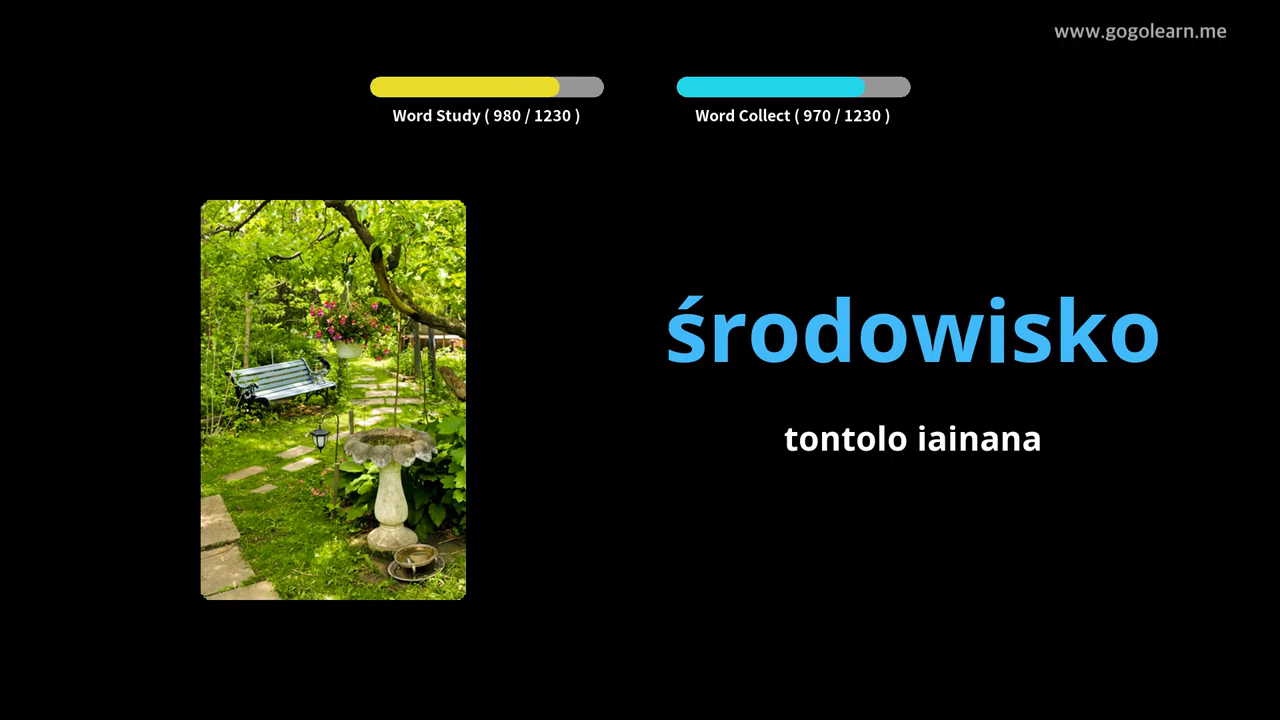 www.gogolearn.me
Word Study ( 980 / 1230 )
Word Collect ( 970 / 1230 )
środowisko
tontolo iainana